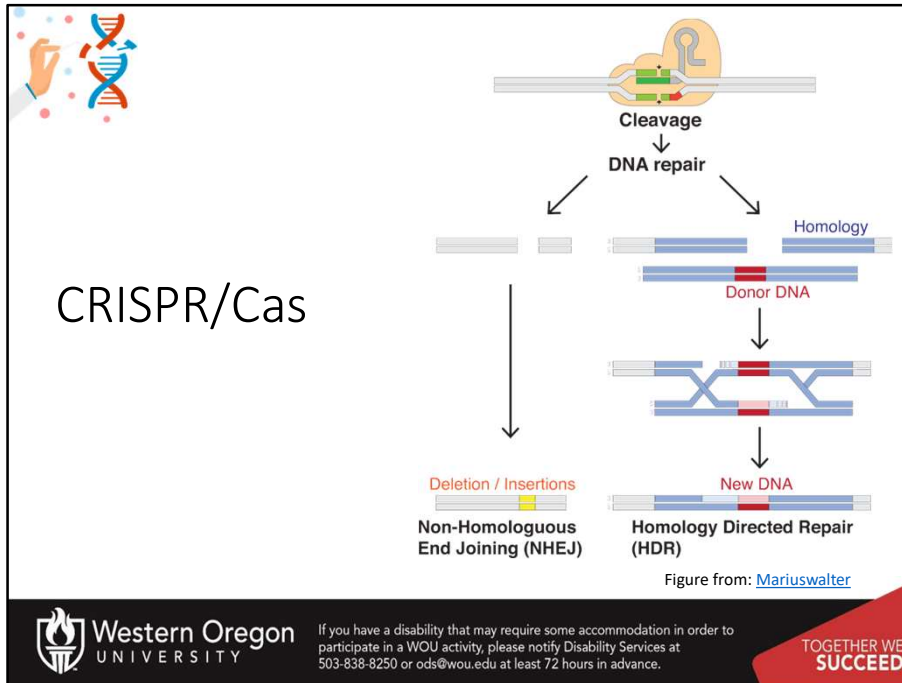 Cleavage
DNA repair
Homology
Donor DNA
CRISPR/Cas
Deletion / Insertions
New DNA
Non-Homologuous
End Joining (NHEJ)
Homology Directed Repair
(HDR)
Figure from: Mariuswalter
Western Oregon
UNIVERSITY
If you have a disability that may require some accommodation in order to
participate in a WOU activity, please notify Disability Services at
503-838-8250 or ods@wou.edu at least 72 hours in advance.
TOGETHER WE
SUCCEED